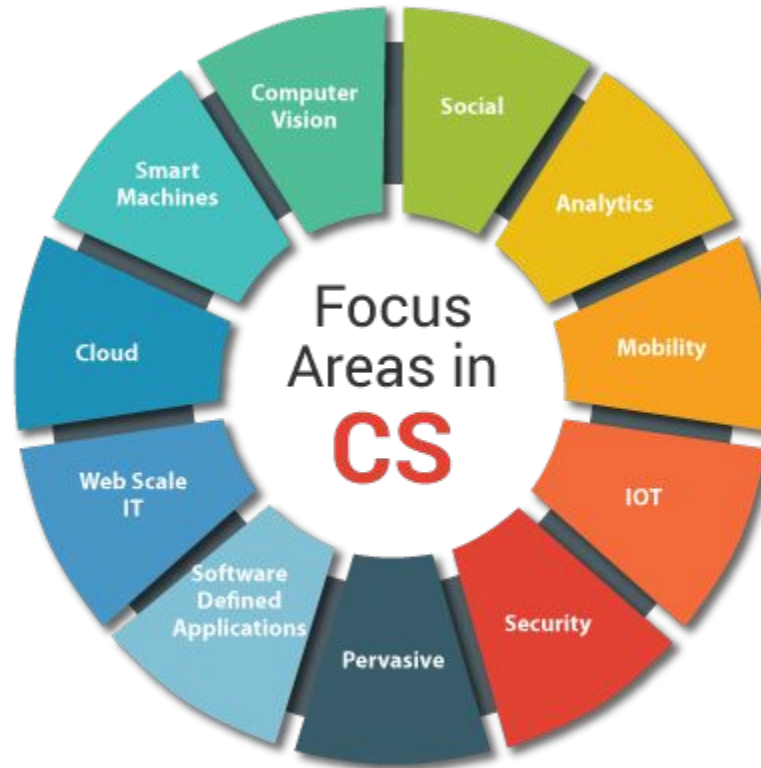 Focus
Areas in
CS
Social
Analytics
Mobility
IOT
Security
Pervasive
Software
Defined
Applications
Web Scale
IT
Cloud
Smart
Machines
Computer
Vision